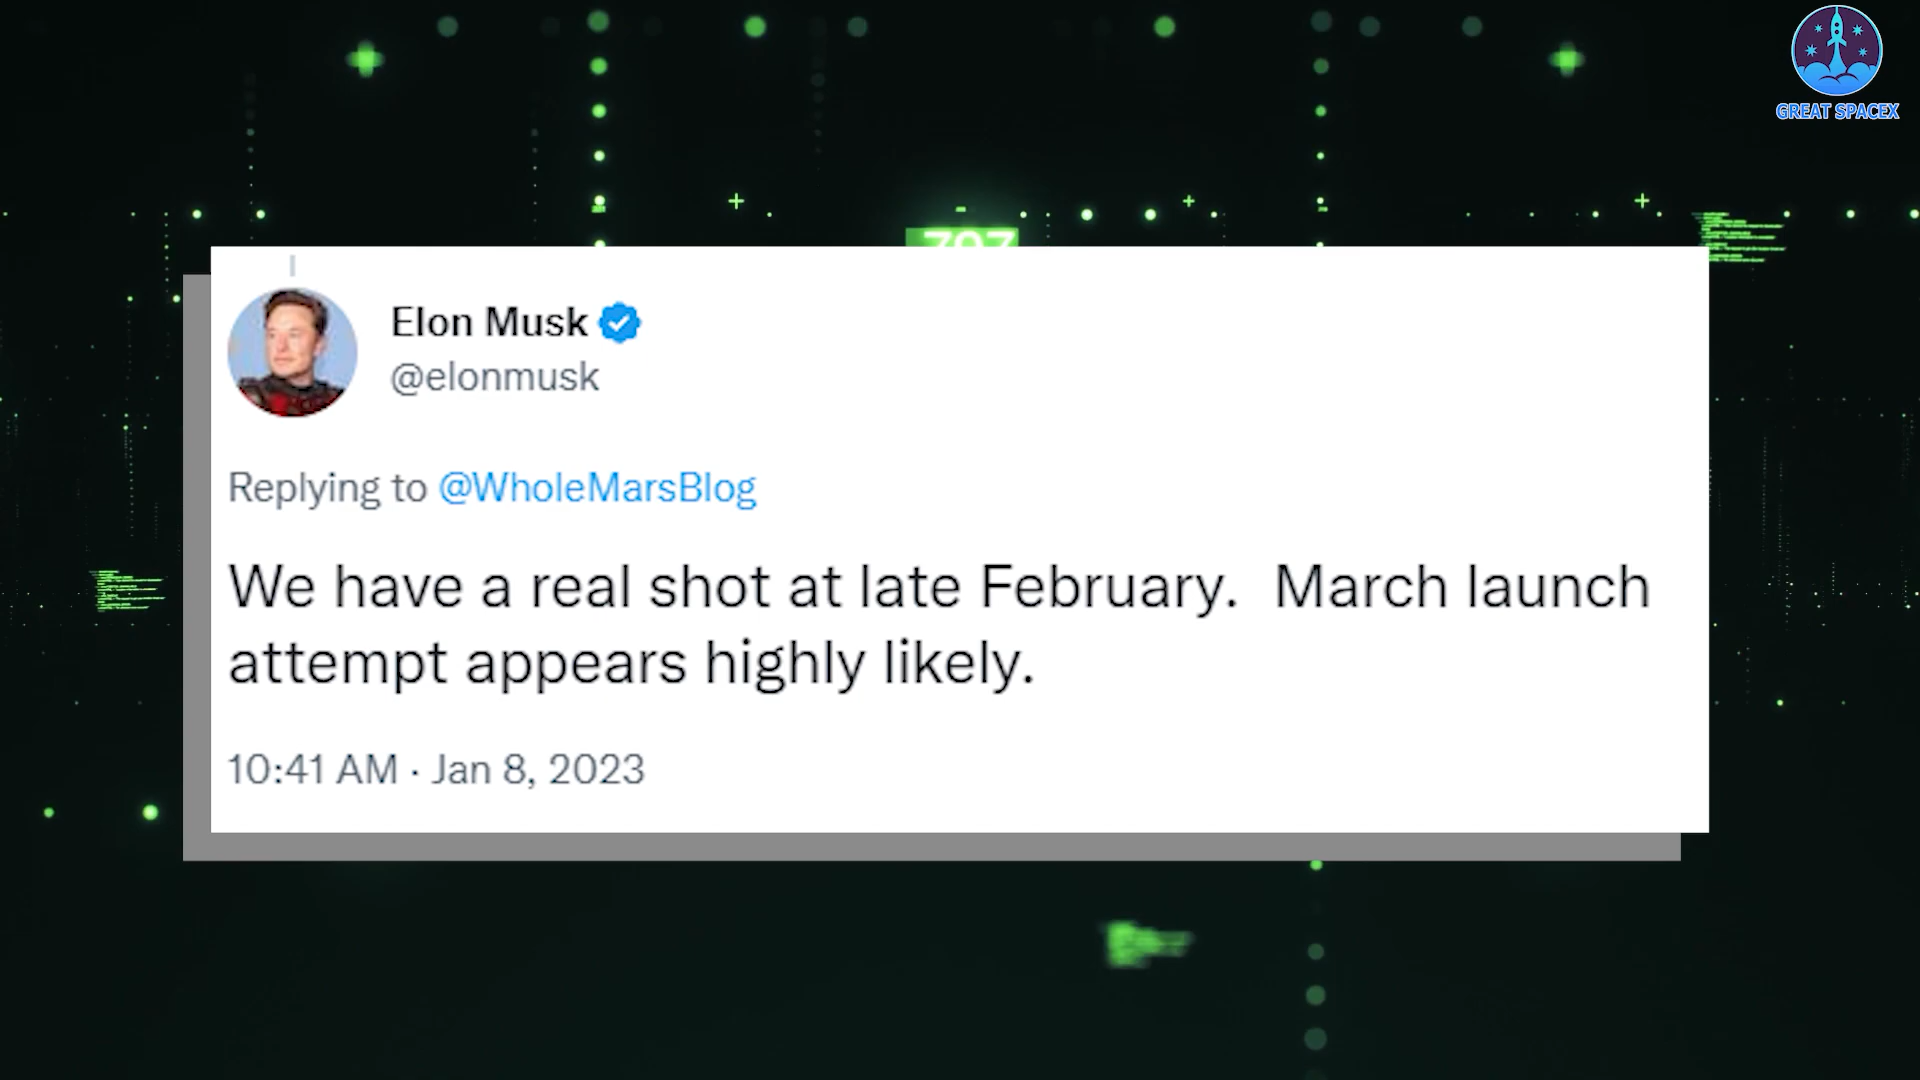 GREAT SPACEX
Elon Musk
@elonmusk
Replying to @WholeMarsBlog
We have a real shot at late February.  March launch
attempt appears highly likely.
10:41 AM · Jan 8, 2023